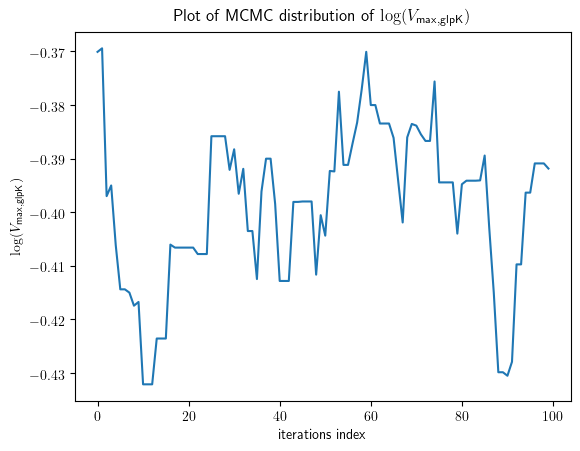 Plot of MCMC distribution of log(V_max,glpK)
−0.37
−0.38
−0.39
−0.40
−0.41
−0.42
−0.43
log(V_max,glpK)
0 20 40 60 80 100
iterations index